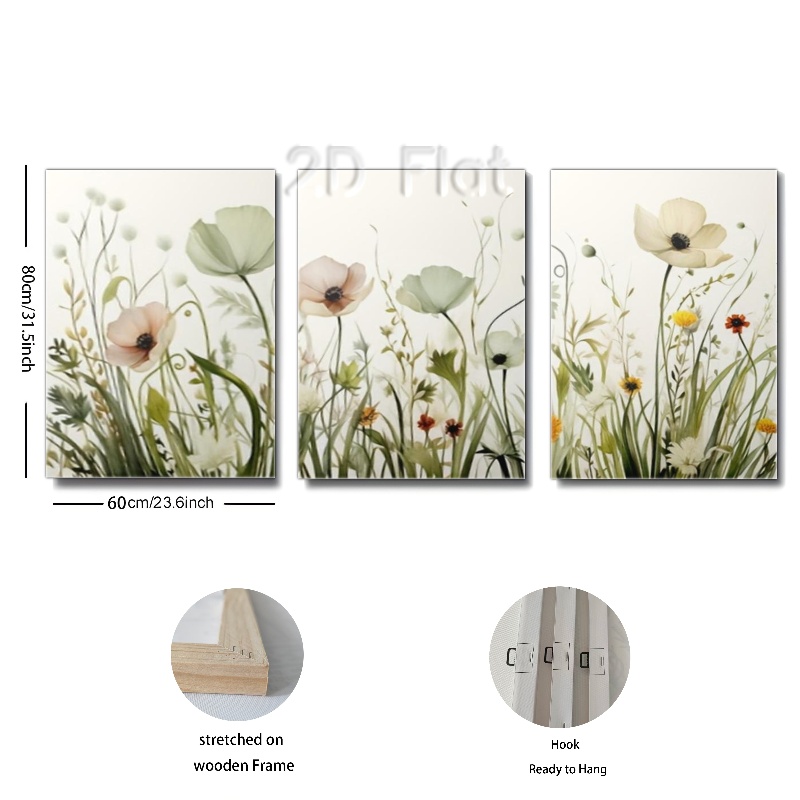 2D Flat
80cm/31.5inch
60cm/23.6inch
stretched on
wooden Frame
Hook
Ready to Hang